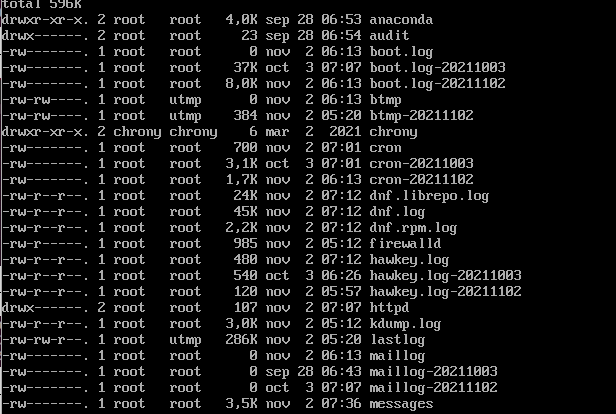 total 596K
drwxr-xr-x. 2 root   root   4,0K sep 28 06:53 anaconda
drwx------. 2 root   root     23 sep 28 06:54 audit
-rw-------. 1 root   root      0 nov  2 06:13 boot.log
-rw-------. 1 root   root    37K oct  3 07:07 boot.log-20211003
-rw-------. 1 root   root   8,0K nov  2 06:13 boot.log-20211102
-rw-rw----. 1 root   utmp      0 nov  2 06:13 btmp
-rw-rw----. 1 root   utmp    384 nov  2 05:20 btmp-20211102
drwxr-xr-x. 2 chrony chrony    6 mar  2  2021 chrony
-rw-------. 1 root   root    700 nov  2 07:01 cron
-rw-------. 1 root   root   3,1K oct  3 07:01 cron-20211003
-rw-------. 1 root   root   1,7K nov  2 06:13 cron-20211102
-rw-r--r--. 1 root   root    24K nov  2 07:12 dnf.librepo.log
-rw-r--r--. 1 root   root    45K nov  2 07:12 dnf.log
-rw-r--r--. 1 root   root   2,2K nov  2 07:12 dnf.rpm.log
-rw-r-----. 1 root   root    985 nov  2 05:12 firewalld
-rw-r--r--. 1 root   root    480 nov  2 07:12 hawkey.log
-rw-r--r--. 1 root   root    540 oct  3 06:26 hawkey.log-20211003
-rw-r--r--. 1 root   root    120 nov  2 05:57 hawkey.log-20211102
drwx------. 2 root   root    107 nov  2 07:07 httpd
-rw-r--r--. 1 root   root   3,0K nov  2 05:12 kdump.log
-rw-rw-r--. 1 root   utmp   286K nov  2 05:20 lastlog
-rw-------. 1 root   root      0 nov  2 06:13 maillog
-rw-------. 1 root   root      0 sep 28 06:43 maillog-20211003
-rw-------. 1 root   root      0 oct  3 07:07 maillog-20211102
-rw-------. 1 root   root   3,5K nov  2 07:36 messages